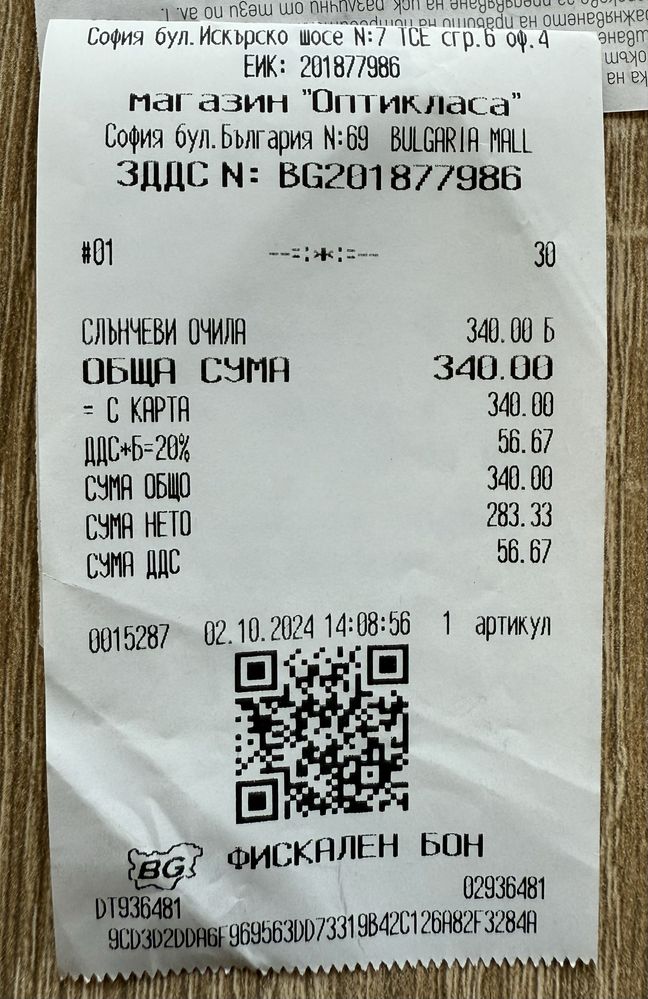 София бул.Искърско шосе N:7 ТСЕ сгр.6 оф.4
ЕИК: 201877986
магазин "Оптикласа"
София бул.България N:69 BULGARIA MALL
ЗДДС N: BG201877986
#01 30
СЛЪНЧЕВИ ОЧИЛА 340.00 Б
ОБЩА СУМА 340.00
= С КАРТА 340.00
ДДС*Б=20% 56.67
СУМА ОБЩО 340.00
СУМА НЕТО 283.33
СУМА ДДС 56.67
0015287 02.10.2024 14:08:56 1 артикул
BG ФИСКАЛЕН БОН
DT936481 02936481
9CD3D2DDA6F969563DD73319B42C126A82F3284A